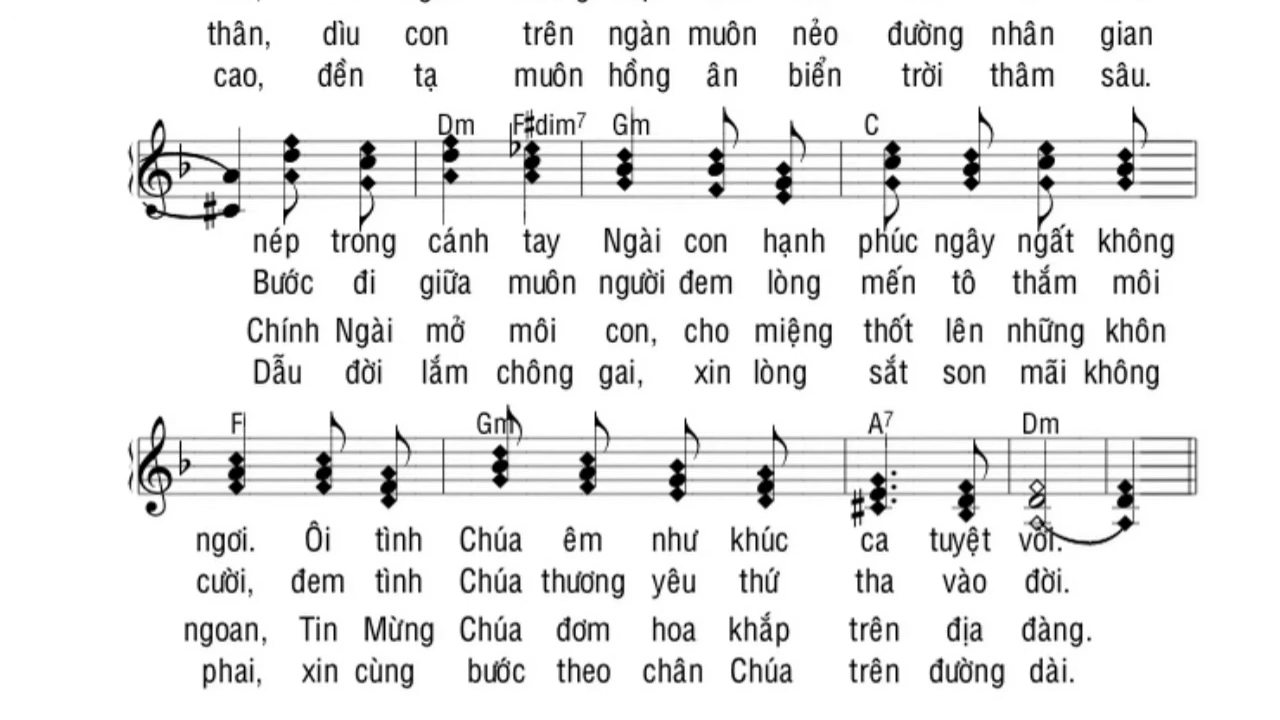 thân, dìu con trên ngàn muôn nẻo đường nhân gian
cao, đền tạ muôn hồng ân biển trời thâm sâu.
Dm F#dim7 Gm C
nép trong cánh tay Ngài con hạnh phúc ngây ngất không
Bước đi giữa muôn người đem lòng mến tô thắm môi
Chính Ngài mở môi con, cho miệng thốt lên những khôn
Dẫu đời lắm chông gai, xin lòng sắt son mãi không
F Gm A7 Dm
ngơi. Ôi tình Chúa êm như khúc ca tuyệt vời.
cười, đem tình Chúa thương yêu thứ tha vào đời.
ngoan, Tin Mừng Chúa đơm hoa khắp trên địa đàng.
phai, xin cùng bước theo chân Chúa trên đường dài.